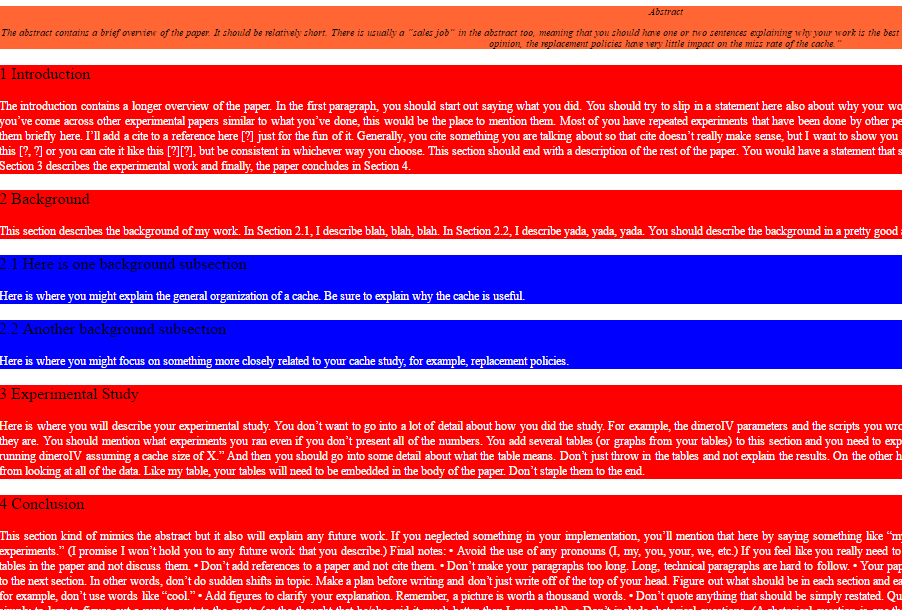 Abstract
The abstract contains a brief overview of the paper. It should be relatively short. There is usually a "sales job" in the abstract too, meaning that you should have one or two sentences explaining why your work is the best
opinion, the replacement policies have very little impact on the miss rate of the cache."
1 Introduction
The introduction contains a longer overview of the paper. In the first paragraph, you should start out saying what you did. You should try to slip in a statement here also about why your wo
you've come across other experimental papers similar to what you've done, this would be the place to mention them. Most of you have repeated experiments that have been done by other pe
them briefly here. I'll add a cite to a reference here [?] just for the fun of it. Generally, you cite something you are talking about so that cite doesn't really make sense, but I want to show you
this [?, ?] or you can cite it like this [?][?], but be consistent in whichever way you choose. This section should end with a description of the rest of the paper. You would have a statement that s
Section 3 describes the experimental work and finally, the paper concludes in Section 4.
2 Background
This section describes the background of my work. In Section 2.1, I describe blah, blah, blah. In Section 2.2, I describe yada, yada, yada. You should describe the background in a pretty good
2.1 Here is one background subsection
Here is where you might explain the general organization of a cache. Be sure to explain why the cache is useful.
2.2 Another background subsection
Here is where you might focus on something more closely related to your cache study, for example, replacement policies.
3 Experimental Study
Here is where you will describe your experimental study. You don't want to go into a lot of detail about how you did the study. For example, the dineroIV parameters and the scripts you wro
they are. You should mention what experiments you ran even if you don't present all of the numbers. You add several tables (or graphs from your tables) to this section and you need to exp
running dineroIV assuming a cache size of X." And then you should go into some detail about what the table means. Don't just throw in the tables and not explain the results. On the other h
from looking at all of the data. Like my table, your tables will need to be embedded in the body of the paper. Don't staple them to the end.
4 Conclusion
This section kind of mimics the abstract but it also will explain any future work. If you neglected something in your implementation, you'll mention that here by saying something like "m
experiments." (I promise I won't hold you to any future work that you describe.) Final notes: • Avoid the use of any pronouns (I, my, you, your, we, etc.) If you feel like you really need to
tables in the paper and not discuss them. • Don't add references to a paper and not cite them. • Don't make your paragraphs too long. Long, technical paragraphs are hard to follow. • Your pap
to the next section. In other words, don't do sudden shifts in topic. Make a plan before writing and don't just write off of the top of your head. Figure out what should be in each section and ea
for example, don't use words like "cool." • Add figures to clarify your explanation. Remember, a picture is worth a thousand words. • Don't quote anything that should be simply restated. Qu